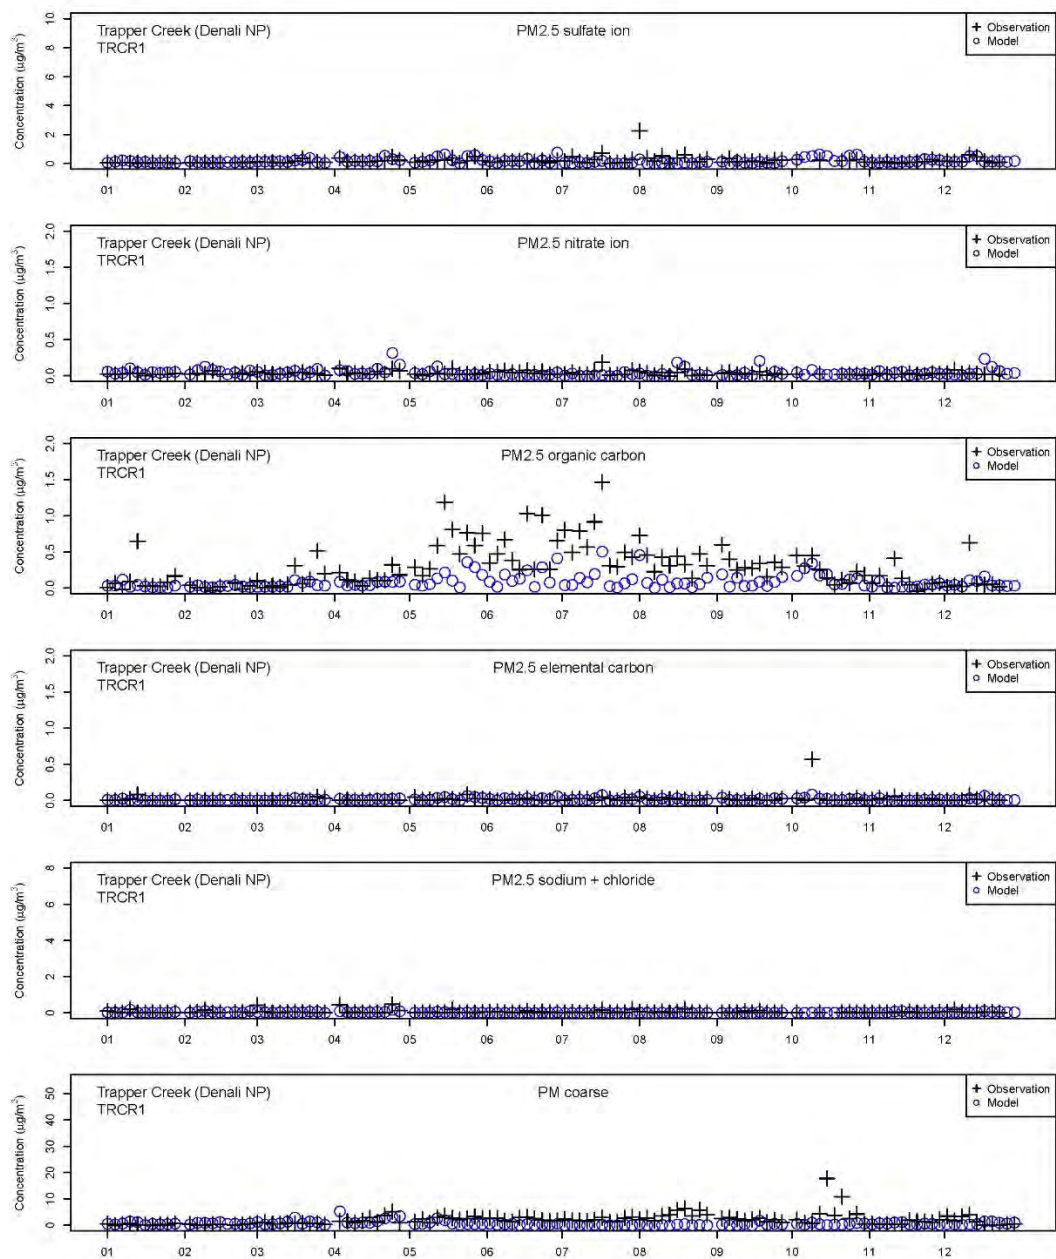 Trapper Creek (Denali NP)
TRCR1
PM2.5 sulfate ion
+ Observation
o Model
Concentration (µg/m³)
10
8
6
4
2
0
01 02 03 04 05 06 07 08 09 10 11 12
Trapper Creek (Denali NP)
TRCR1
PM2.5 nitrate ion
+ Observation
o Model
Concentration (µg/m³)
2.0
1.5
1.0
0.5
0.0
01 02 03 04 05 06 07 08 09 10 11 12
Trapper Creek (Denali NP)
TRCR1
PM2.5 organic carbon
+ Observation
o Model
Concentration (µg/m³)
2.0
1.5
1.0
0.5
0.0
01 02 03 04 05 06 07 08 09 10 11 12
Trapper Creek (Denali NP)
TRCR1
PM2.5 elemental carbon
+ Observation
o Model
Concentration (µg/m³)
2.0
1.5
1.0
0.5
0.0
01 02 03 04 05 06 07 08 09 10 11 12
Trapper Creek (Denali NP)
TRCR1
PM2.5 sodium + chloride
+ Observation
o Model
Concentration (µg/m³)
8
6
4
2
0
01 02 03 04 05 06 07 08 09 10 11 12
Trapper Creek (Denali NP)
TRCR1
PM coarse
+ Observation
o Model
Concentration (µg/m³)
50
40
30
20
10
0
01 02 03 04 05 06 07 08 09 10 11 12